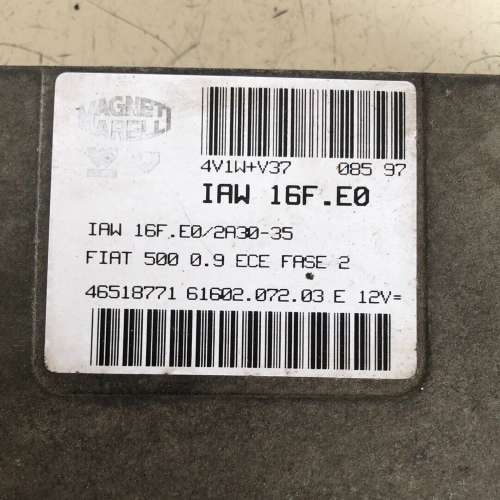 MAGNETI
MARELLI
4V1W+V37 085 97
IAW 16F.E0
IAW 16F.E0/2A30-35
FIAT 500 0.9 ECE FASE 2
46518771 61602.072.03 E 12V=